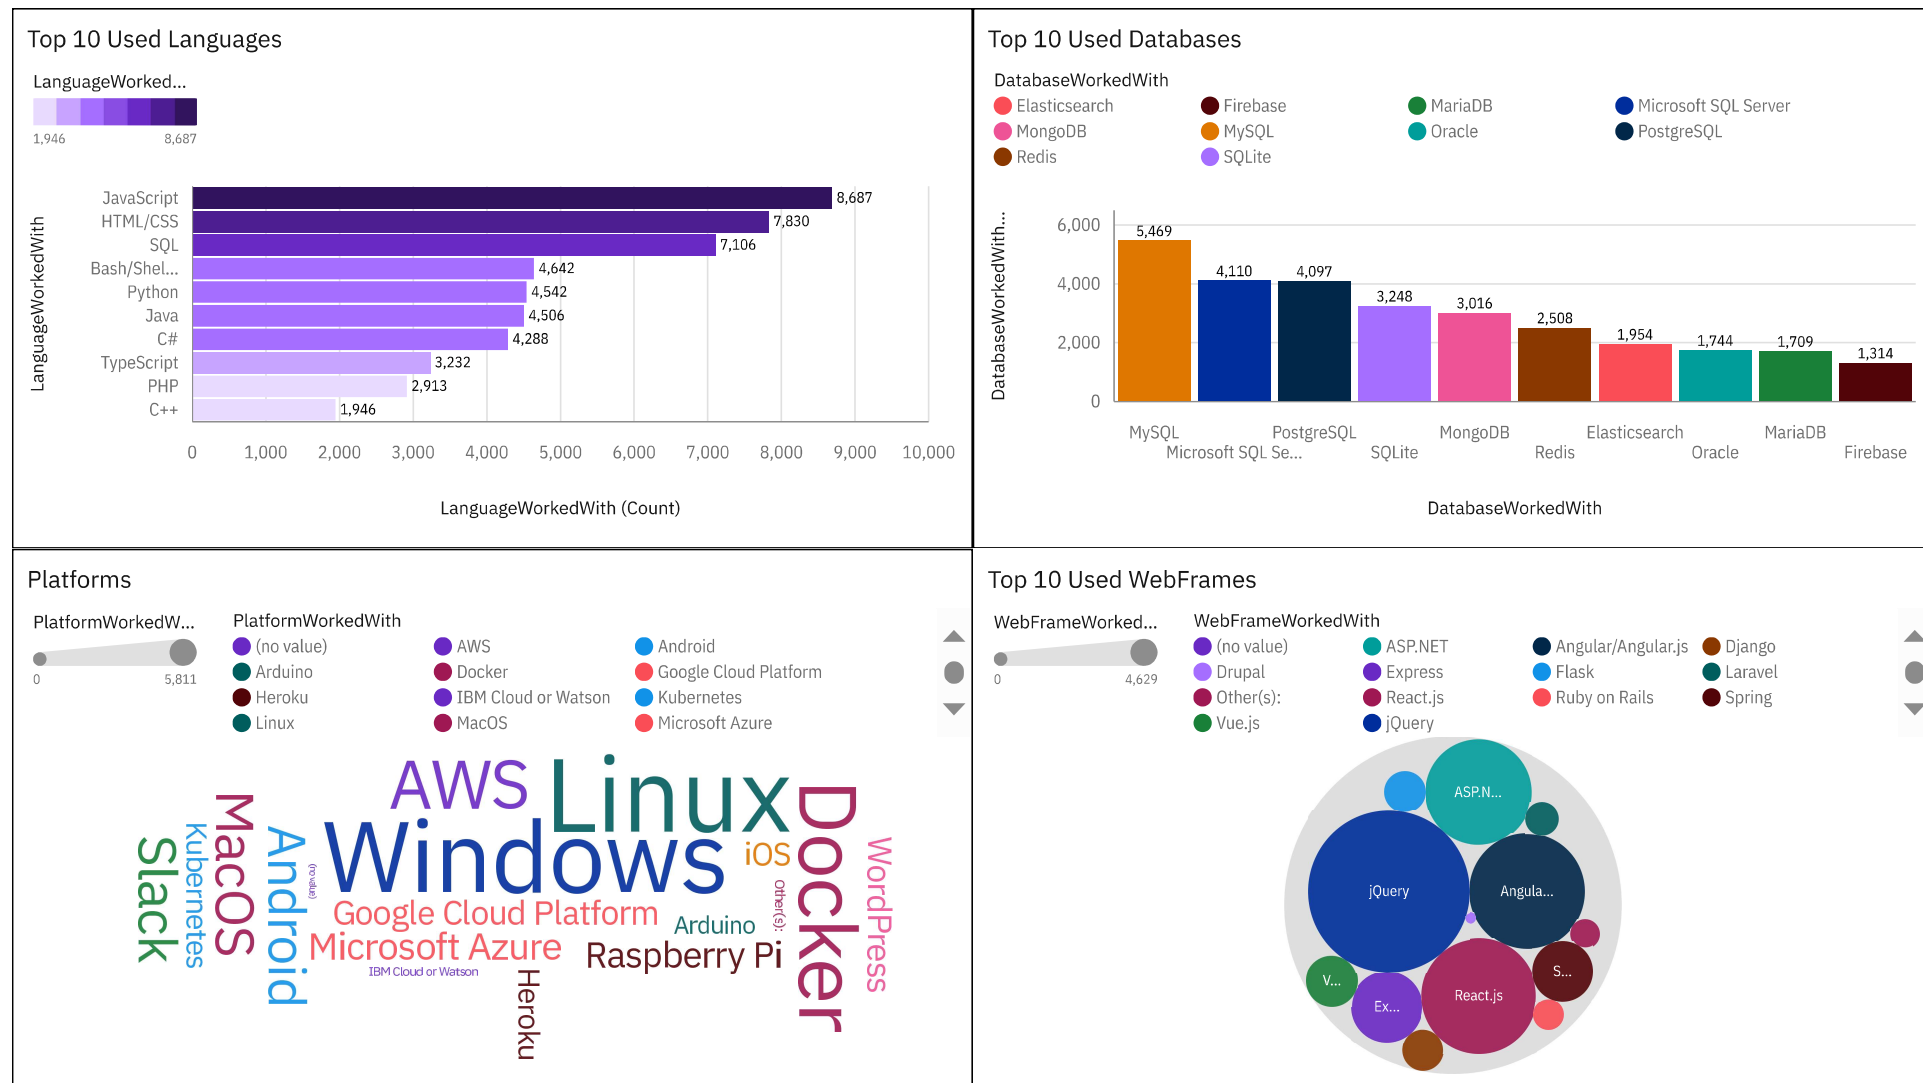 Top 10 Used Languages
LanguageWorked...
1,946 8,687
LanguageWorkedWith
JavaScript 8,687
HTML/CSS 7,830
SQL 7,106
Bash/Shel... 4,642
Python 4,542
Java 4,506
C# 4,288
TypeScript 3,232
PHP 2,913
C++ 1,946
0 1,000 2,000 3,000 4,000 5,000 6,000 7,000 8,000 9,000 10,000
LanguageWorkedWith (Count)
Top 10 Used Databases
DatabaseWorkedWith
Elasticsearch Firebase MariaDB Microsoft SQL Server
MongoDB MySQL Oracle PostgreSQL
Redis SQLite
DatabaseWorkedWith...
6,000
4,000
2,000
0
5,469 4,110 4,097 3,248 3,016 2,508 1,954 1,744 1,709 1,314
MySQL PostgreSQL MongoDB Elasticsearch MariaDB
Microsoft SQL Se... SQLite Redis Oracle Firebase
DatabaseWorkedWith
Platforms
PlatformWorkedW...
0 5,811
PlatformWorkedWith
(no value) AWS Android
Arduino Docker Google Cloud Platform
Heroku IBM Cloud or Watson Kubernetes
Linux MacOS Microsoft Azure
AWS
Linux
Docker
MacOS
Kubernetes
Slack
Android
(no value)
Windows
iOS
WordPress
Other(s):
Google Cloud Platform
Arduino
Microsoft Azure
Raspberry Pi
IBM Cloud or Watson
Heroku
Top 10 Used WebFrames
WebFrameWorked...
0 4,629
WebFrameWorkedWith
(no value) ASP.NET Angular/Angular.js Django
Drupal Express Flask Laravel
Other(s): React.js Ruby on Rails Spring
Vue.js jQuery
ASP.N...
jQuery
Angula...
S...
V...
React.js
Ex...